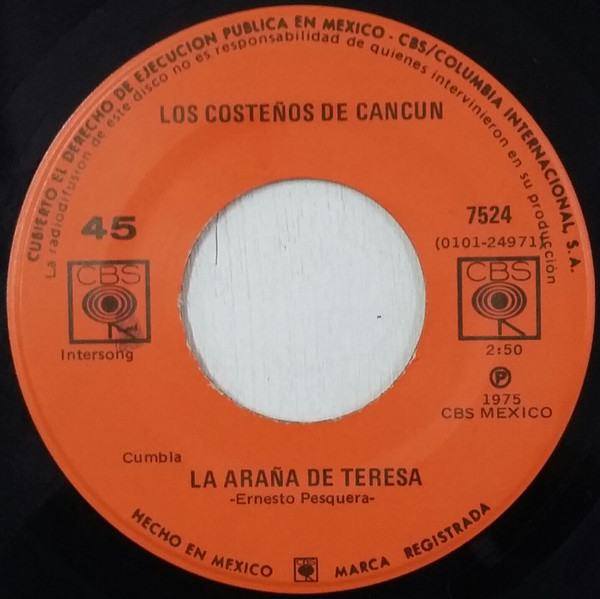 CUBIERTO EL DERECHO DE EJECUCION PUBLICA EN MEXICO - CBS/COLUMBIA INTERNACIONAL, S.A.
La radiodifusion de este disco no es responsabilidad de quienes intervinieron en su producción
LOS COSTEÑOS DE CANCUN
45
7524
(0101-24971)
CBS
CBS
Intersong
2:50
P
1975
CBS MEXICO
Cumbia
LA ARAÑA DE TERESA
-Ernesto Pesquera-
HECHO EN MEXICO
CBS
MARCA REGISTRADA